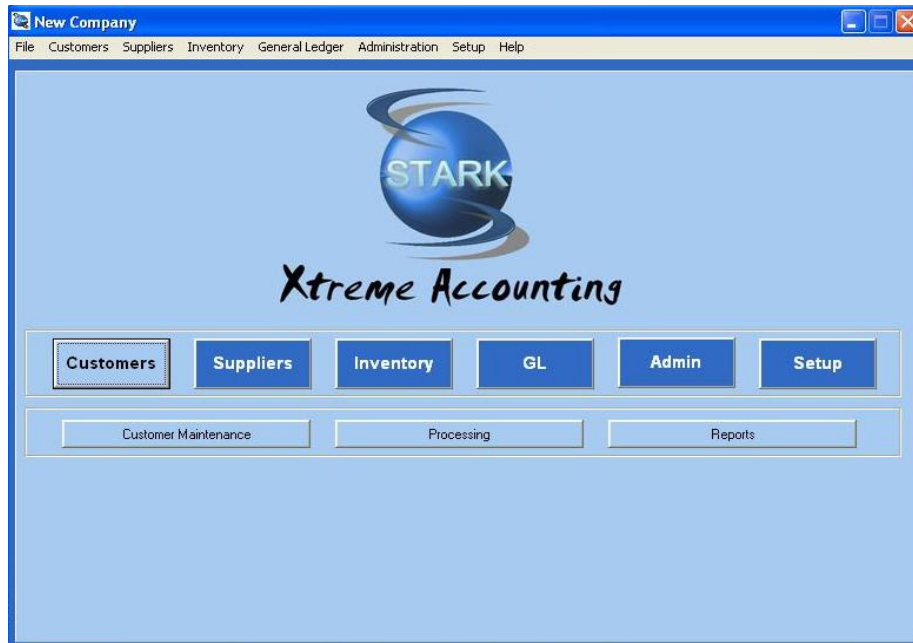 New Company
File Customers Suppliers Inventory General Ledger Administration Setup Help
STARK
Xtreme Accounting
Customers Suppliers Inventory GL Admin Setup
Customer Maintenance Processing Reports